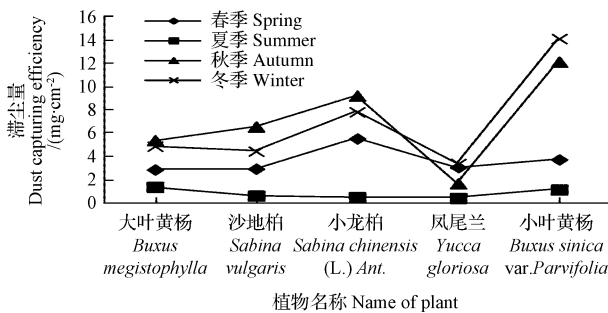 16
14
12
10
8
6
4
2
0
滞尘量
Dust capturing efficiency
/(mg·cm-2)
春季 Spring
夏季 Summer
秋季 Autumn
冬季 Winter
大叶黄杨
Buxus
megistophylla
沙地柏
Sabina
vulgaris
小龙柏
Sabina chinensis
(L.) Ant.
凤尾兰
Yucca
gloriosa
小叶黄杨
Buxus sinica
var.Parvifolia
植物名称 Name of plant